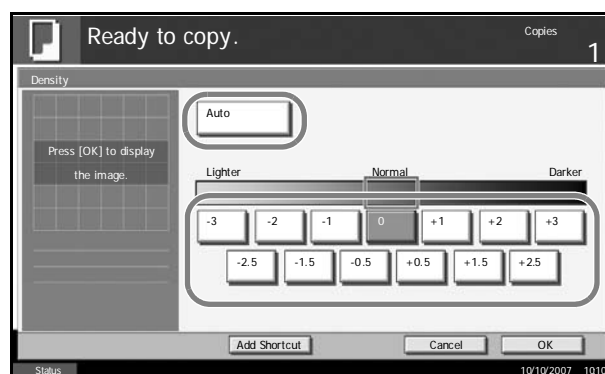 Ready to copy.
Copies
1
Density
Auto
Press [OK] to display
the image.
Lighter Normal Darker
-3 -2 -1 0 +1 +2 +3
-2.5 -1.5 -0.5 +0.5 +1.5 +2.5
Add Shortcut Cancel OK
Status 10/10/2007 1010